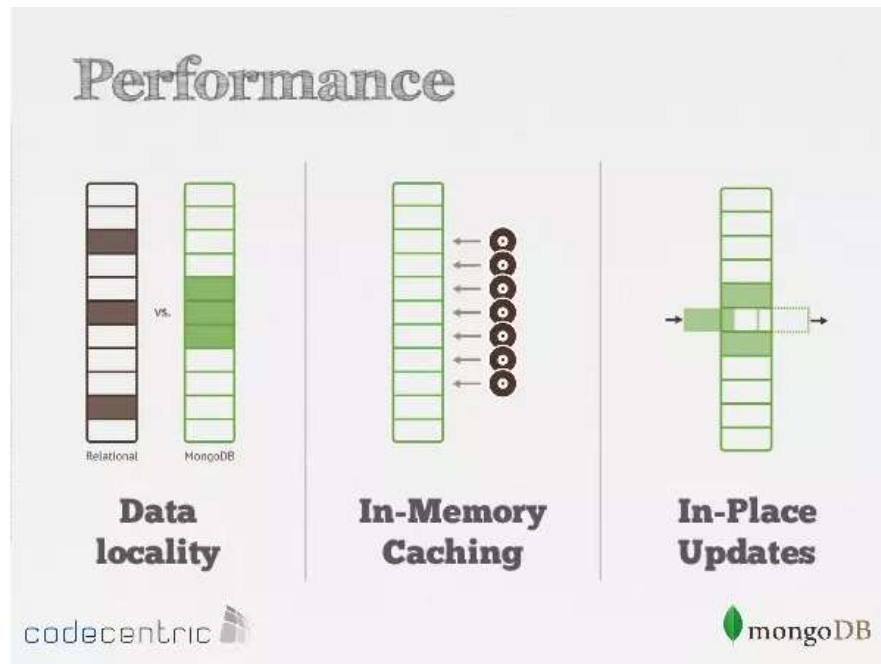 Performance
vs.
Relational
MongoDB
Data
locality
In-Memory
Caching
In-Place
Updates
codecentric
mongoDB